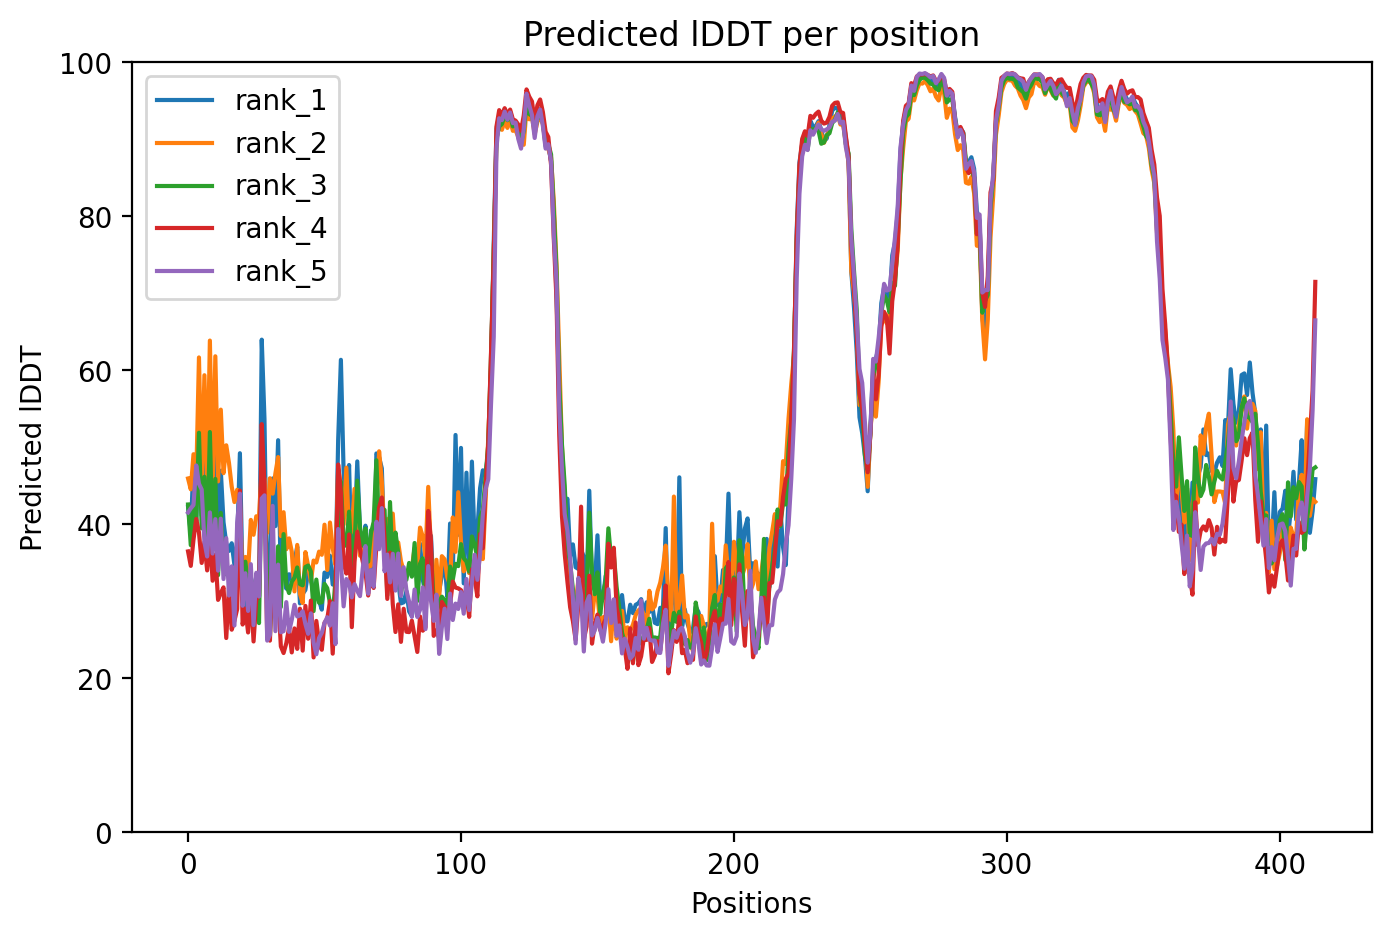 Predicted lDDT per position
100
80
60
40
20
0
Predicted lDDT
rank_1
rank_2
rank_3
rank_4
rank_5
0
100
200
300
400
Positions